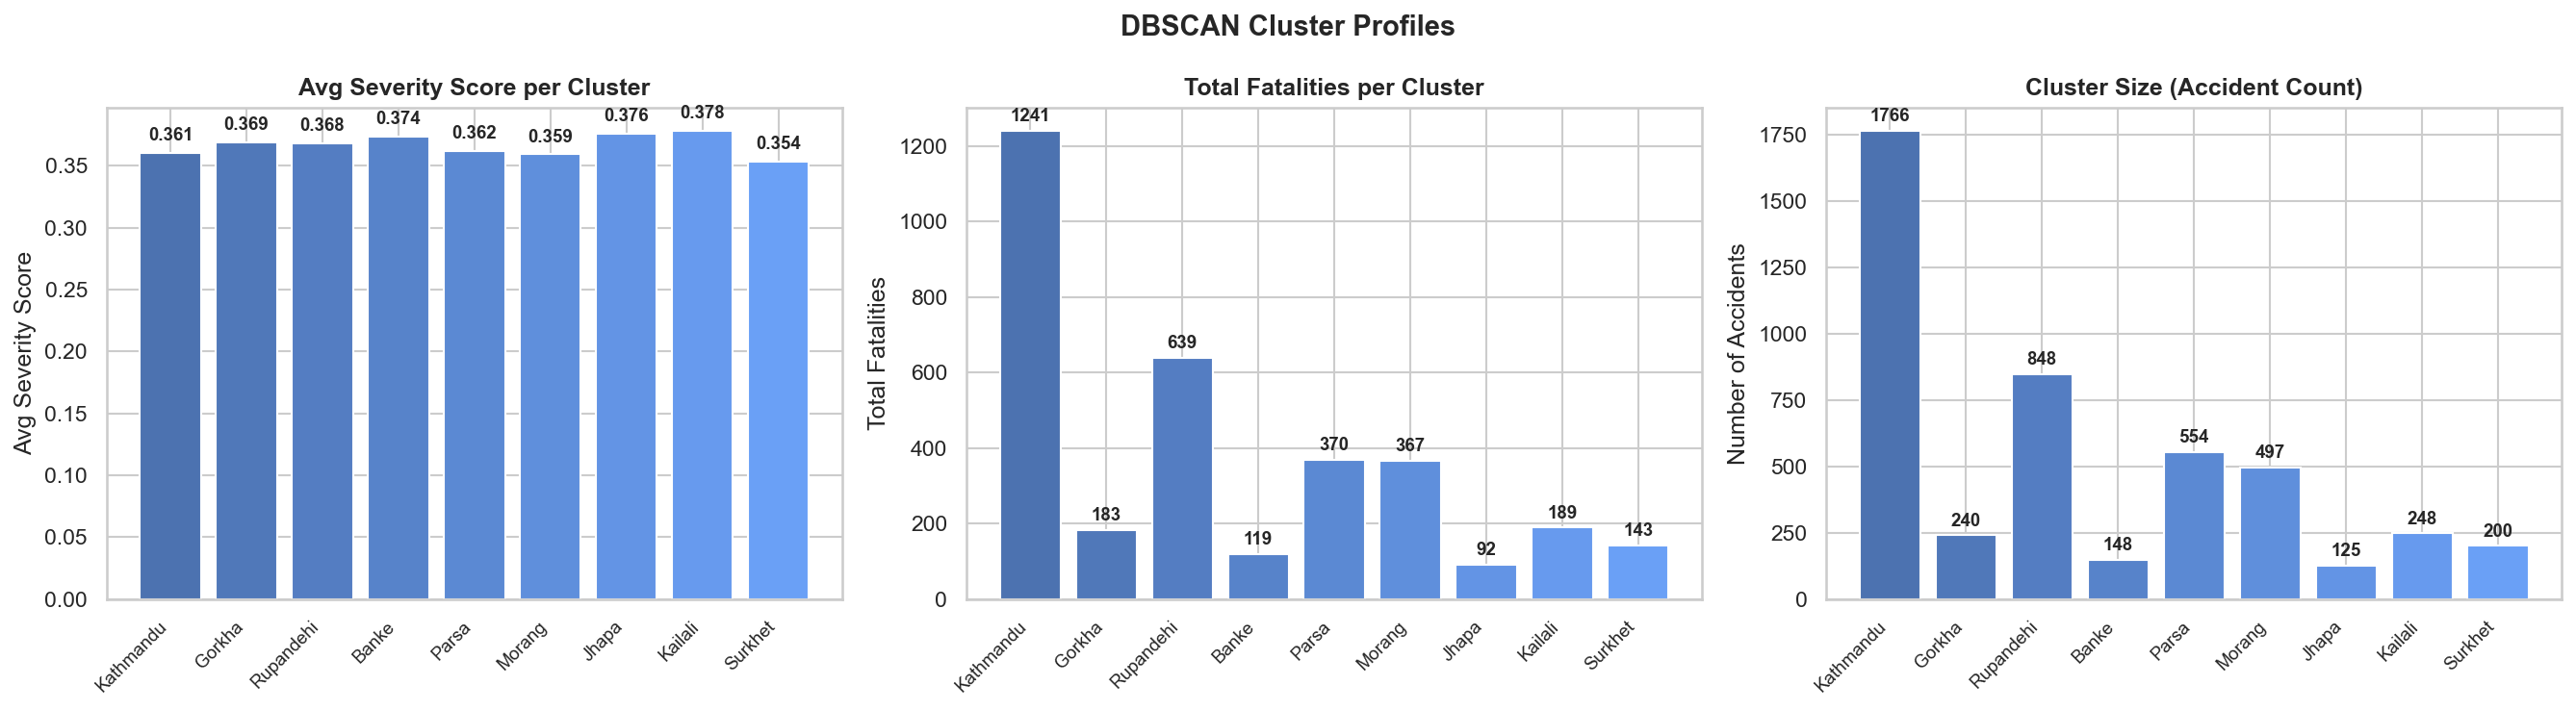 DBSCAN Cluster Profiles
Avg Severity Score per Cluster
Avg Severity Score
0.35
0.30
0.25
0.20
0.15
0.10
0.05
0.00
0.361
0.369
0.368
0.374
0.362
0.359
0.376
0.378
0.354
Kathmandu
Gorkha
Rupandehi
Banke
Parsa
Morang
Jhapa
Kailali
Surkhet
Total Fatalities per Cluster
Total Fatalities
1200
1000
800
600
400
200
0
1241
183
639
119
370
367
92
189
143
Kathmandu
Gorkha
Rupandehi
Banke
Parsa
Morang
Jhapa
Kailali
Surkhet
Cluster Size (Accident Count)
Number of Accidents
1750
1500
1250
1000
750
500
250
0
1766
240
848
148
554
497
125
248
200
Kathmandu
Gorkha
Rupandehi
Banke
Parsa
Morang
Jhapa
Kailali
Surkhet